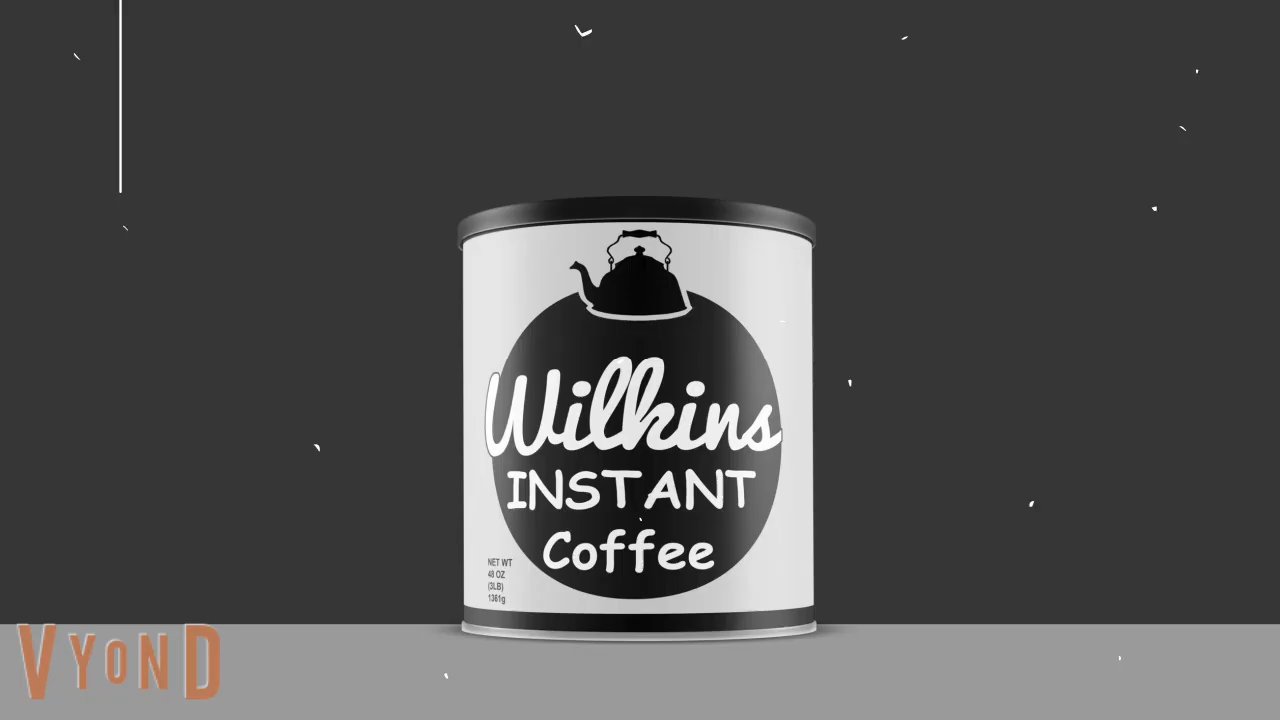 Wilkins
INSTANT
Coffee
NET WT
48 OZ
(3LB)
1361g
VYOND